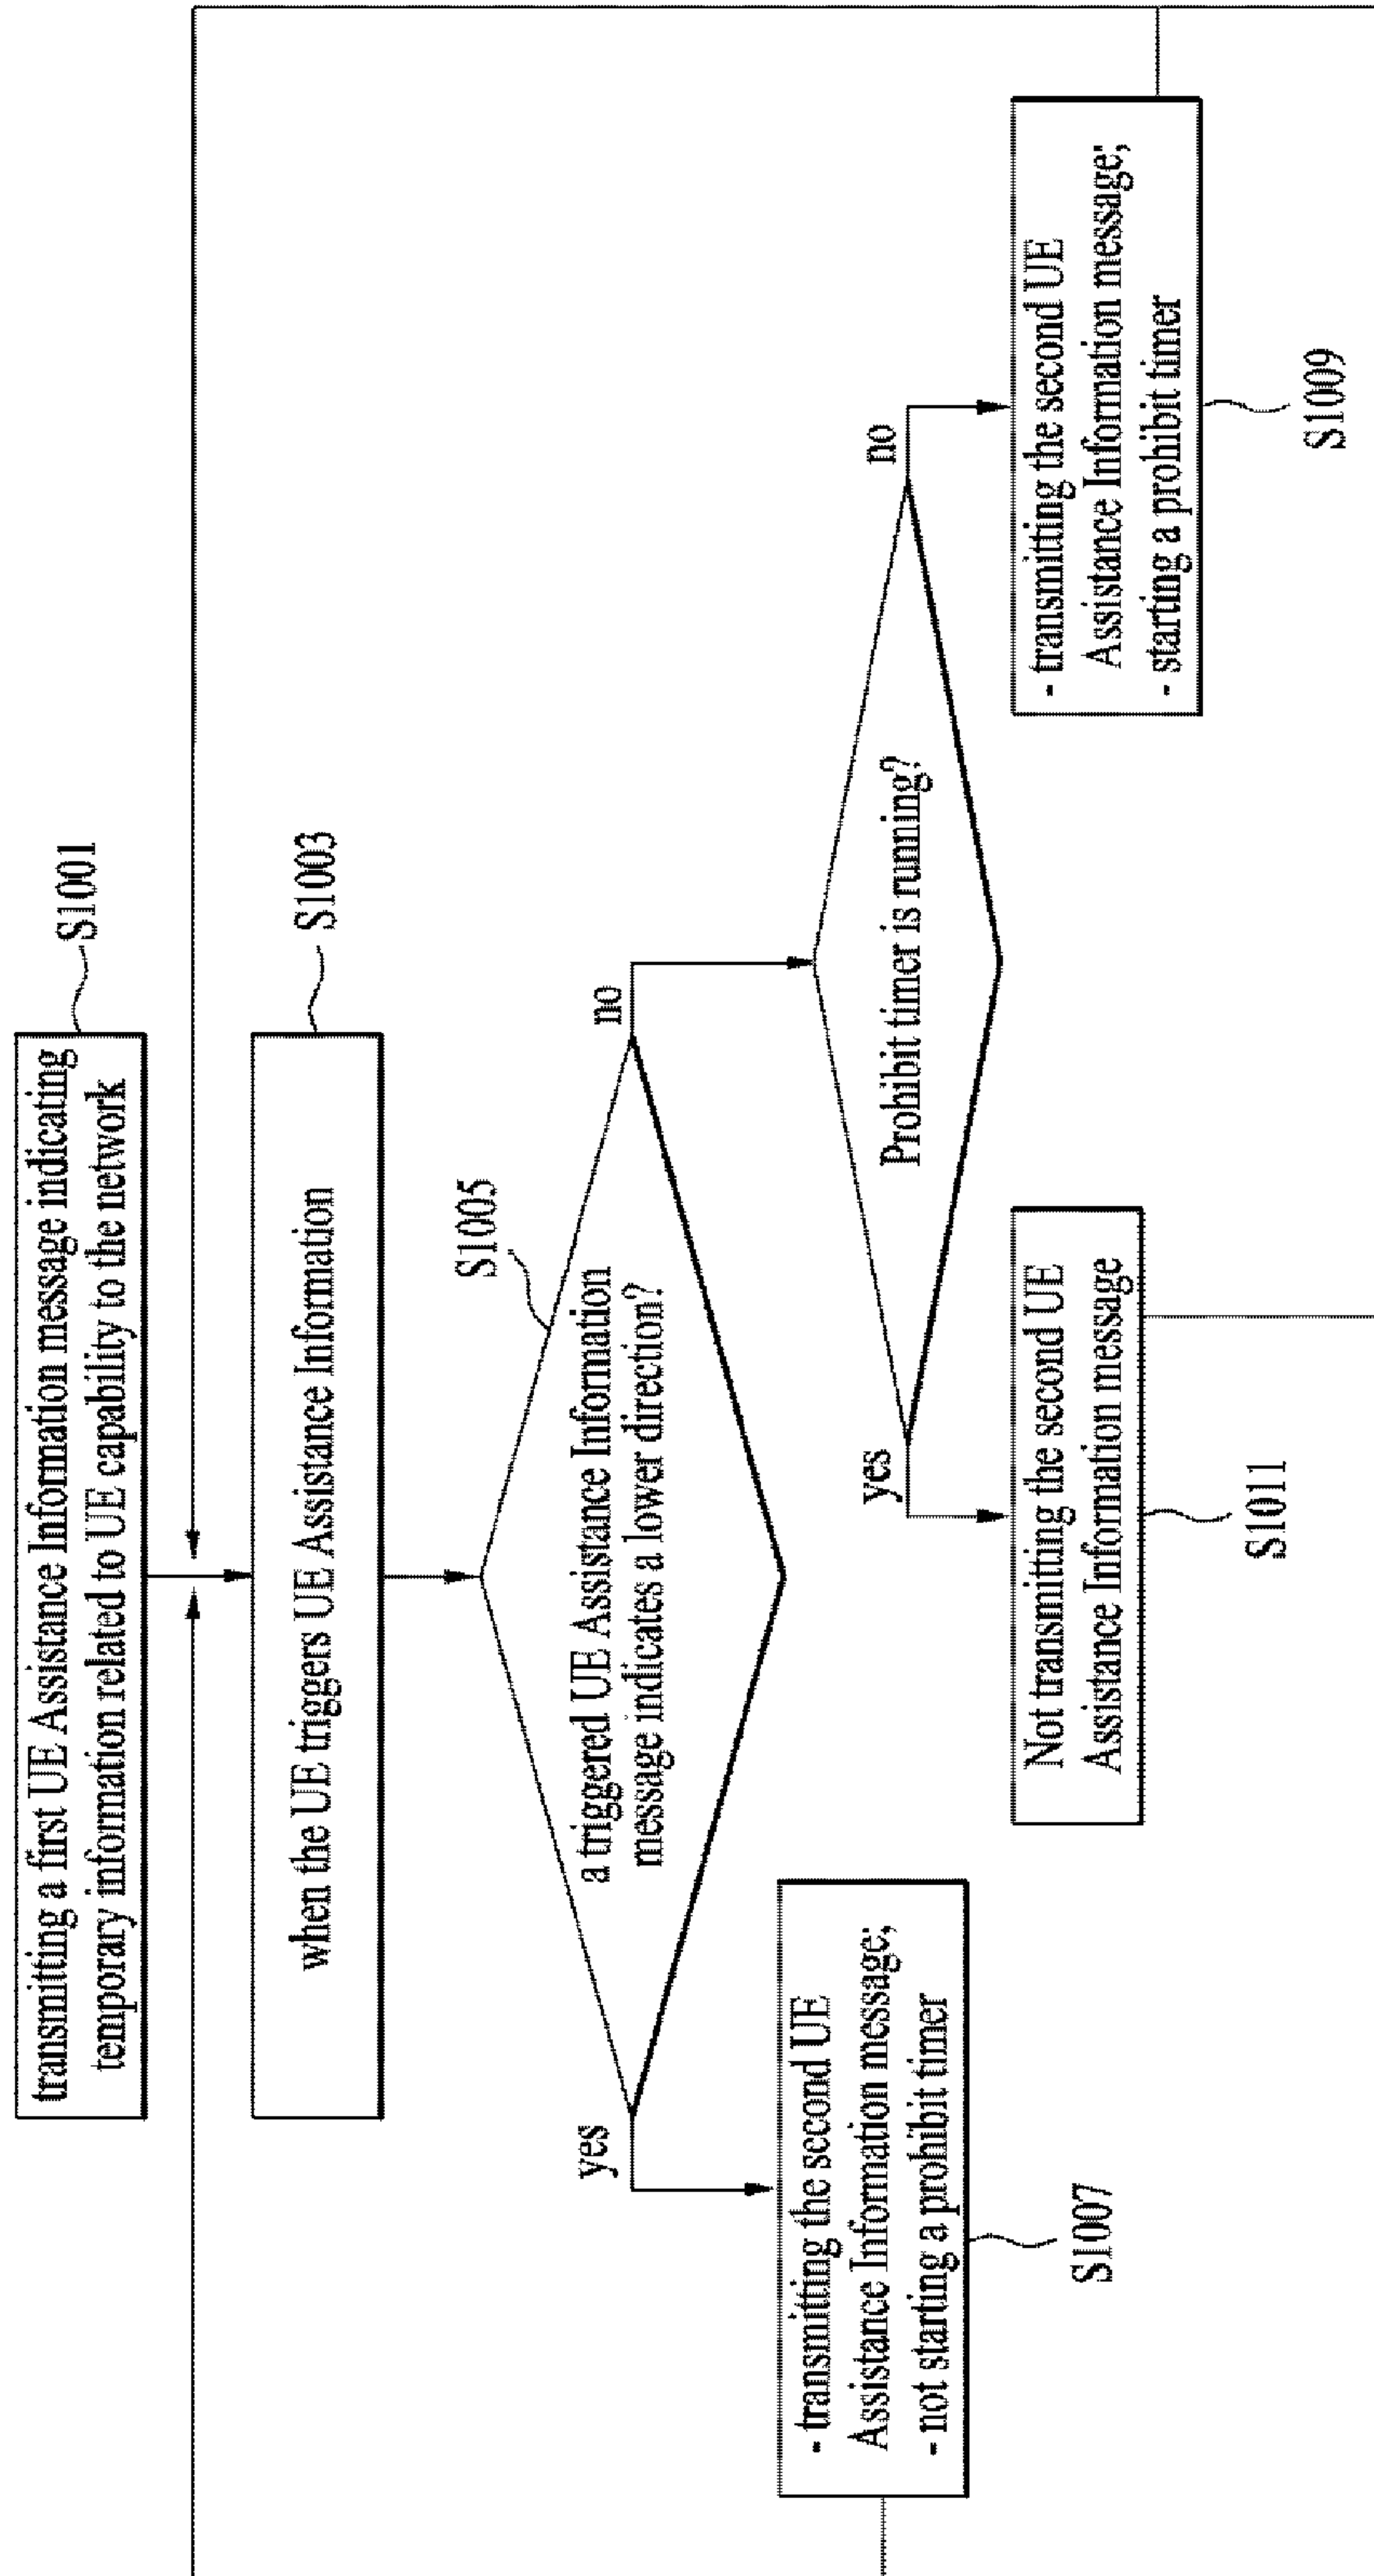 transmitting a first UE Assistance Information message indicating
temporary information related to UE capability to the network
S1001
when the UE triggers UE Assistance Information
S1003
S1005
a triggered UE Assistance Information
message indicates a lower direction?
yes
no
- transmitting the second UE
Assistance Information message;
- not starting a prohibit timer
S1007
Prohibit timer is running?
yes
no
Not transmitting the second UE
Assistance Information message
S1011
- transmitting the second UE
Assistance Information message;
- starting a prohibit timer
S1009